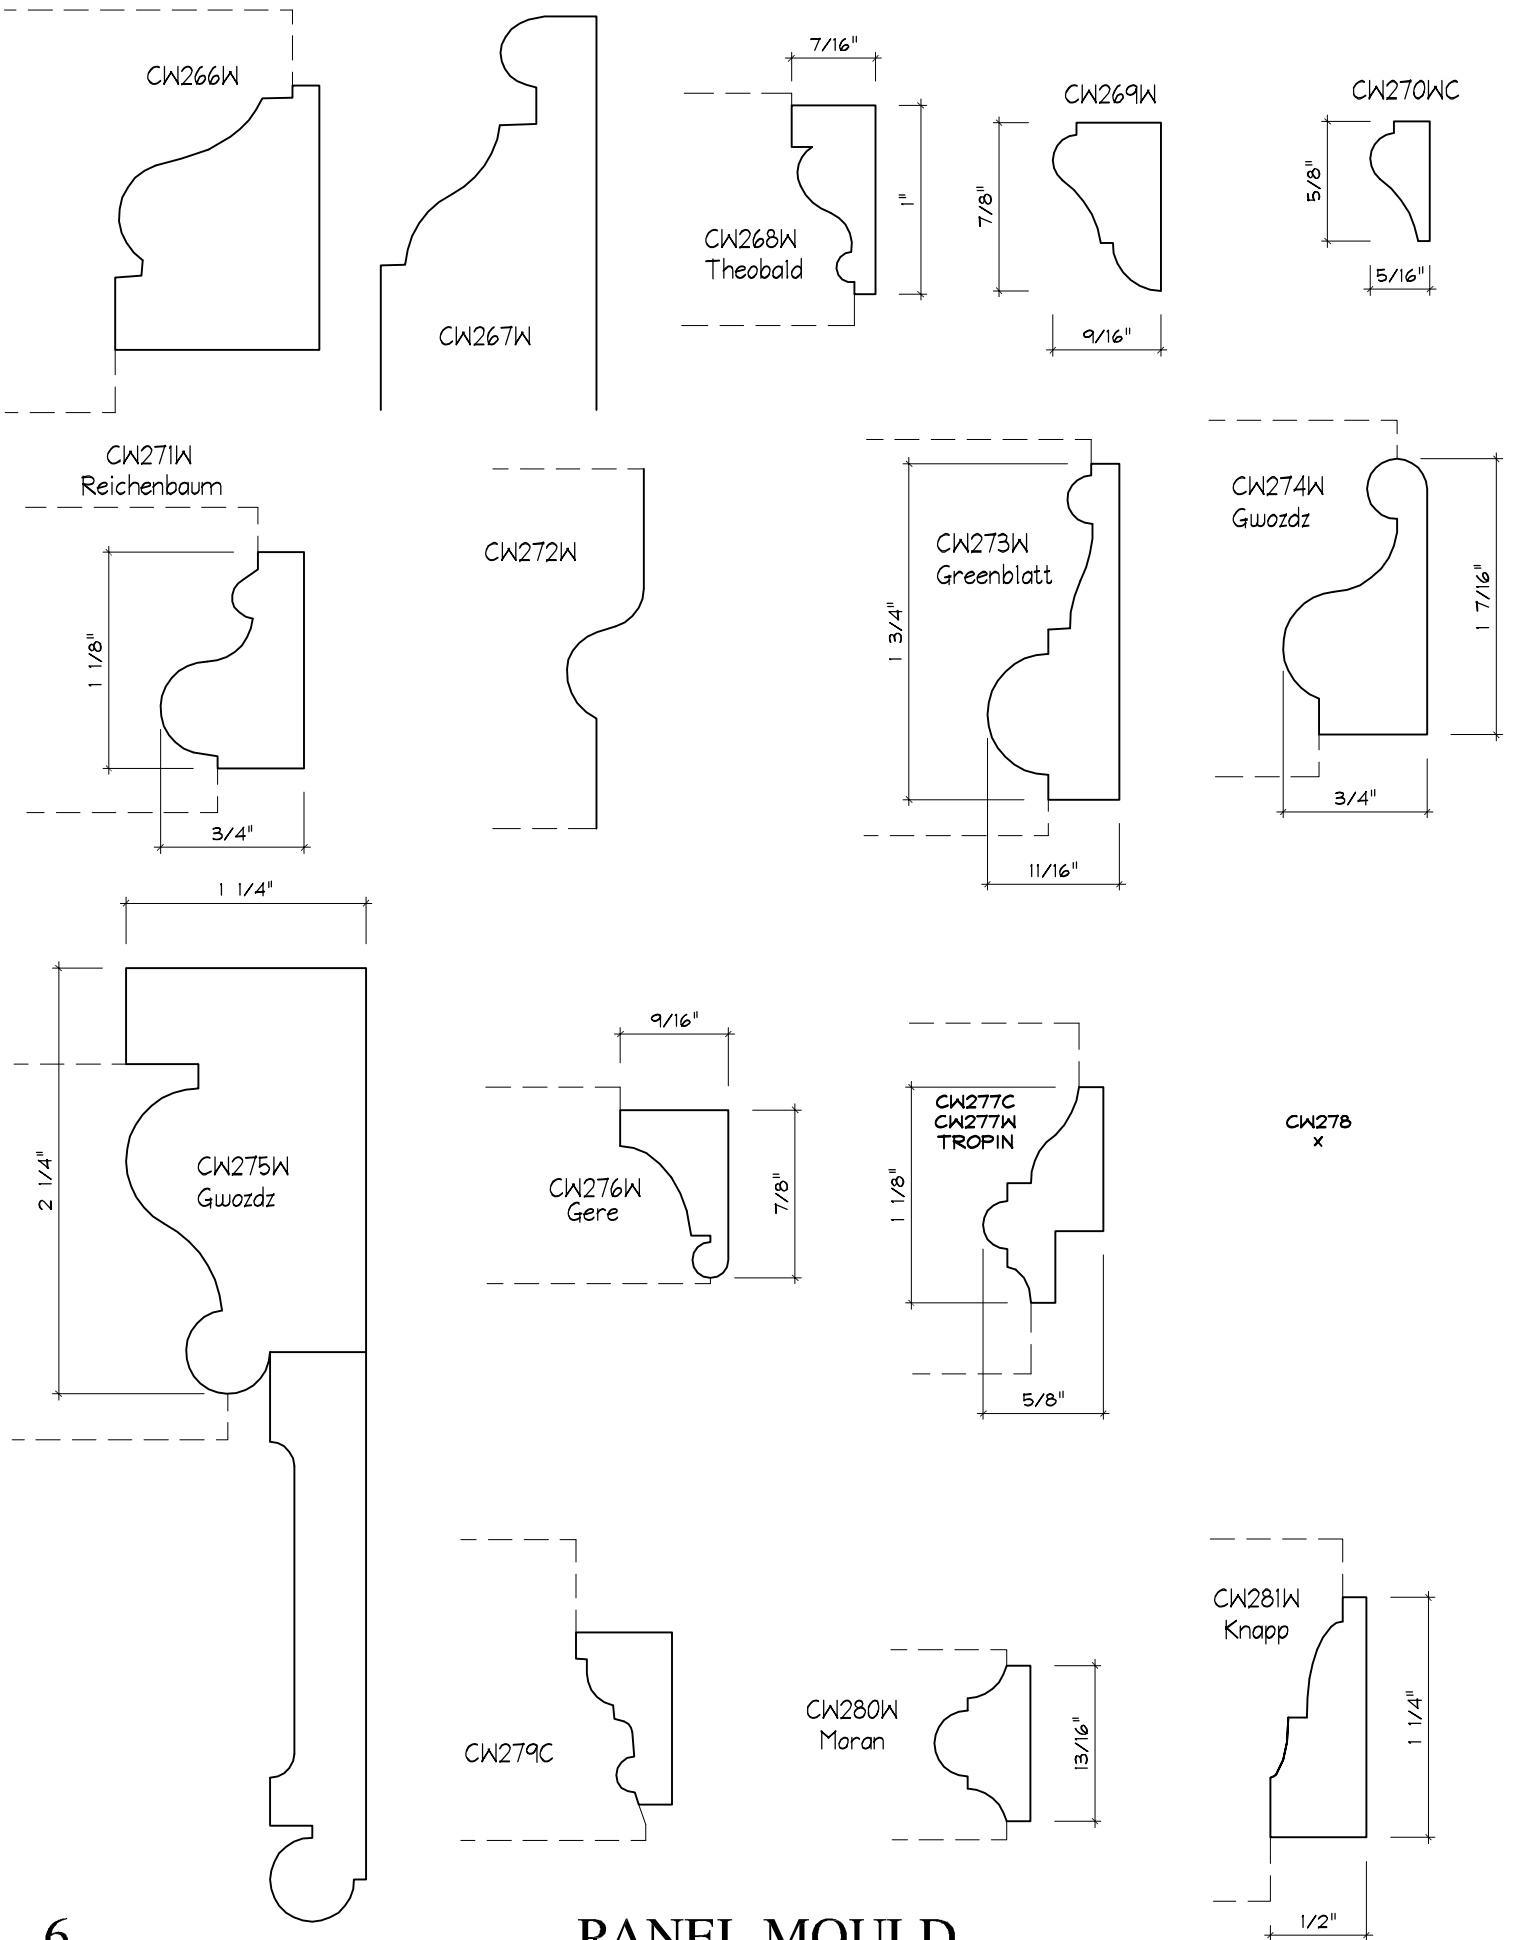 CW266W
CW267W
7/16"
CW268W
Theobald
1"
CW269W
7/8"
9/16"
CW270WC
5/8"
5/16"
CW271W
Reichenbaum
1 1/8"
3/4"
CW272W
CW273W
Greenblatt
1 3/4"
11/16"
CW274W
Gwozdz
1 7/16"
3/4"
1 1/4"
2 1/4"
CW275W
Gwozdz
9/16"
CW276W
Gere
7/8"
CW277C
CW277W
TROPIN
1 1/8"
5/8"
CW278
x
CW279C
CW280W
Moran
13/16"
CW281W
Knapp
1 1/4"
1/2"
6
PANEL MOULD